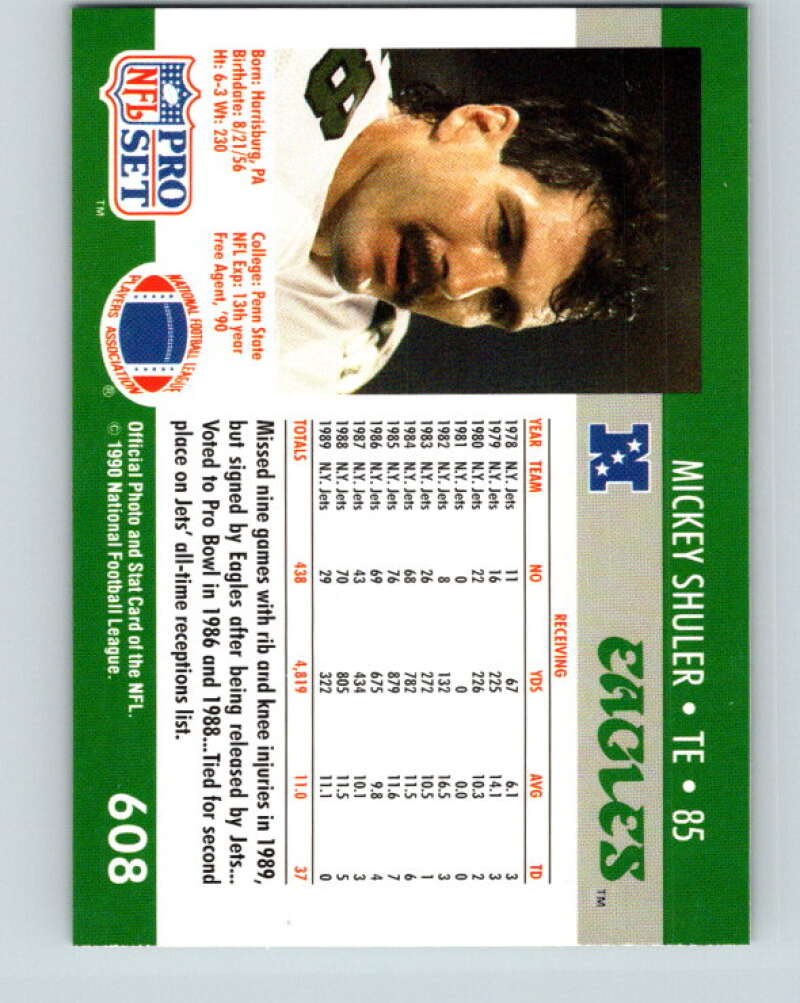 MICKEY SHULER • TE • 85
N
EAGLES TM
8
Born: Harrisburg, PA
Birthdate: 8/21/56
Ht: 6-3 Wt: 230
College: Penn State
NFL Exp: 13th year
Free Agent, '90
RECEIVING
YEAR TEAM NO YDS AVG TD
1978 N.Y. Jets 11 67 6.1 3
1979 N.Y. Jets 16 225 14.1 3
1980 N.Y. Jets 22 226 10.3 2
1981 N.Y. Jets 0 0 0.0 0
1982 N.Y. Jets 8 132 16.5 3
1983 N.Y. Jets 26 272 10.5 1
1984 N.Y. Jets 68 782 11.5 6
1985 N.Y. Jets 76 879 11.6 7
1986 N.Y. Jets 69 675 9.8 4
1987 N.Y. Jets 43 434 10.1 3
1988 N.Y. Jets 70 805 11.5 5
1989 N.Y. Jets 29 322 11.1 0
TOTALS 438 4,819 11.0 37
Missed nine games with rib and knee injuries in 1989,
but signed by Eagles after being released by Jets...
Voted to Pro Bowl in 1986 and 1988...Tied for second
place on Jets' all-time receptions list.
NFL PRO SET TM
NATIONAL FOOTBALL LEAGUE
PLAYERS ASSOCIATION ®
Official Photo and Stat Card of the NFL.
© 1990 National Football League.
608